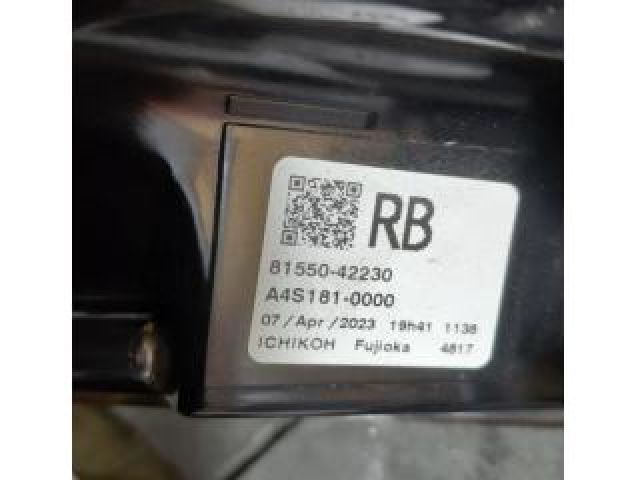 RB
81550-42230
A4S181-0000
07/Apr/2023 19h41 1138
ICHIKOH Fujioka 4817